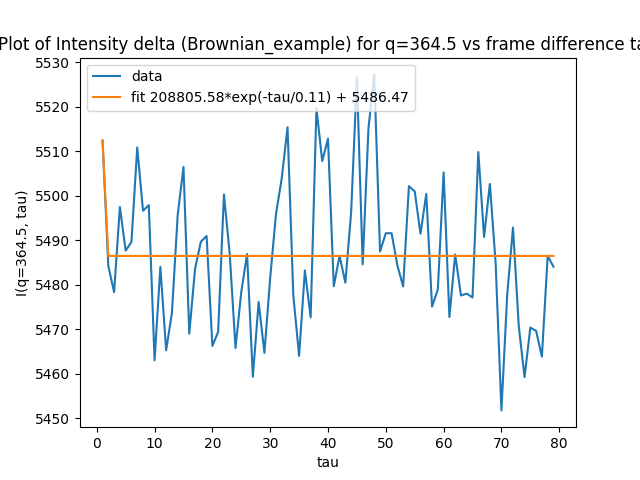 Plot of Intensity delta (Brownian_example) for q=364.5 vs frame difference ta
5530
5520
5510
5500
5490
5480
5470
5460
5450
I(q=364.5, tau)
data
fit 208805.58*exp(-tau/0.11) + 5486.47
0 10 20 30 40 50 60 70 80
tau